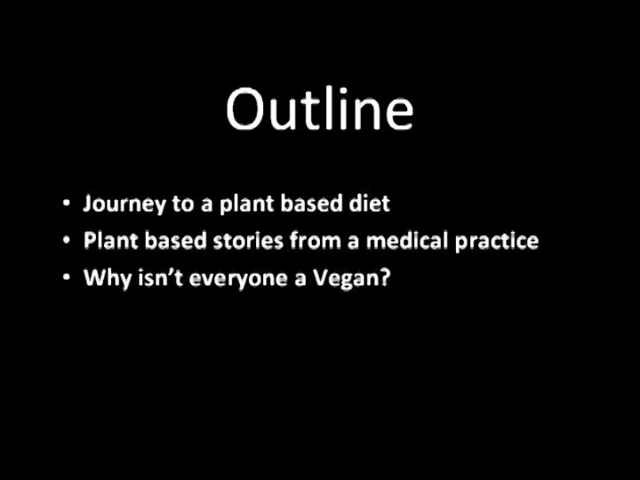 Outline
• Journey to a plant based diet
• Plant based stories from a medical practice
• Why isn't everyone a Vegan?